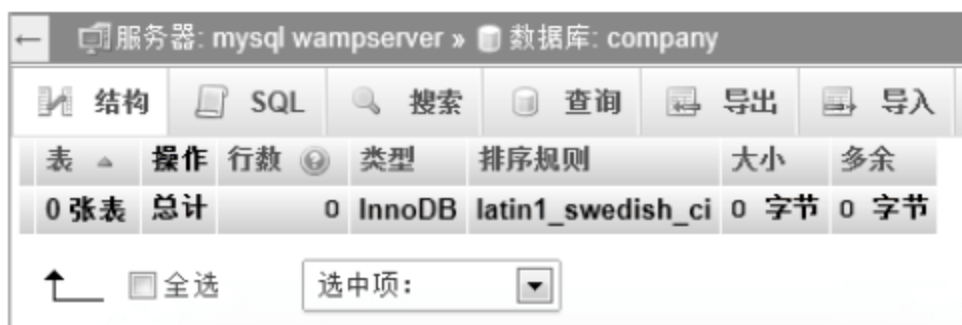 服务器: mysql wampserver » 数据库: company
结构 SQL 搜索 查询 导出 导入
表 操作 行数 类型 排序规则 大小 多余
0 张表 总计 0 InnoDB latin1_swedish_ci 0 字节 0 字节
全选 选中项: